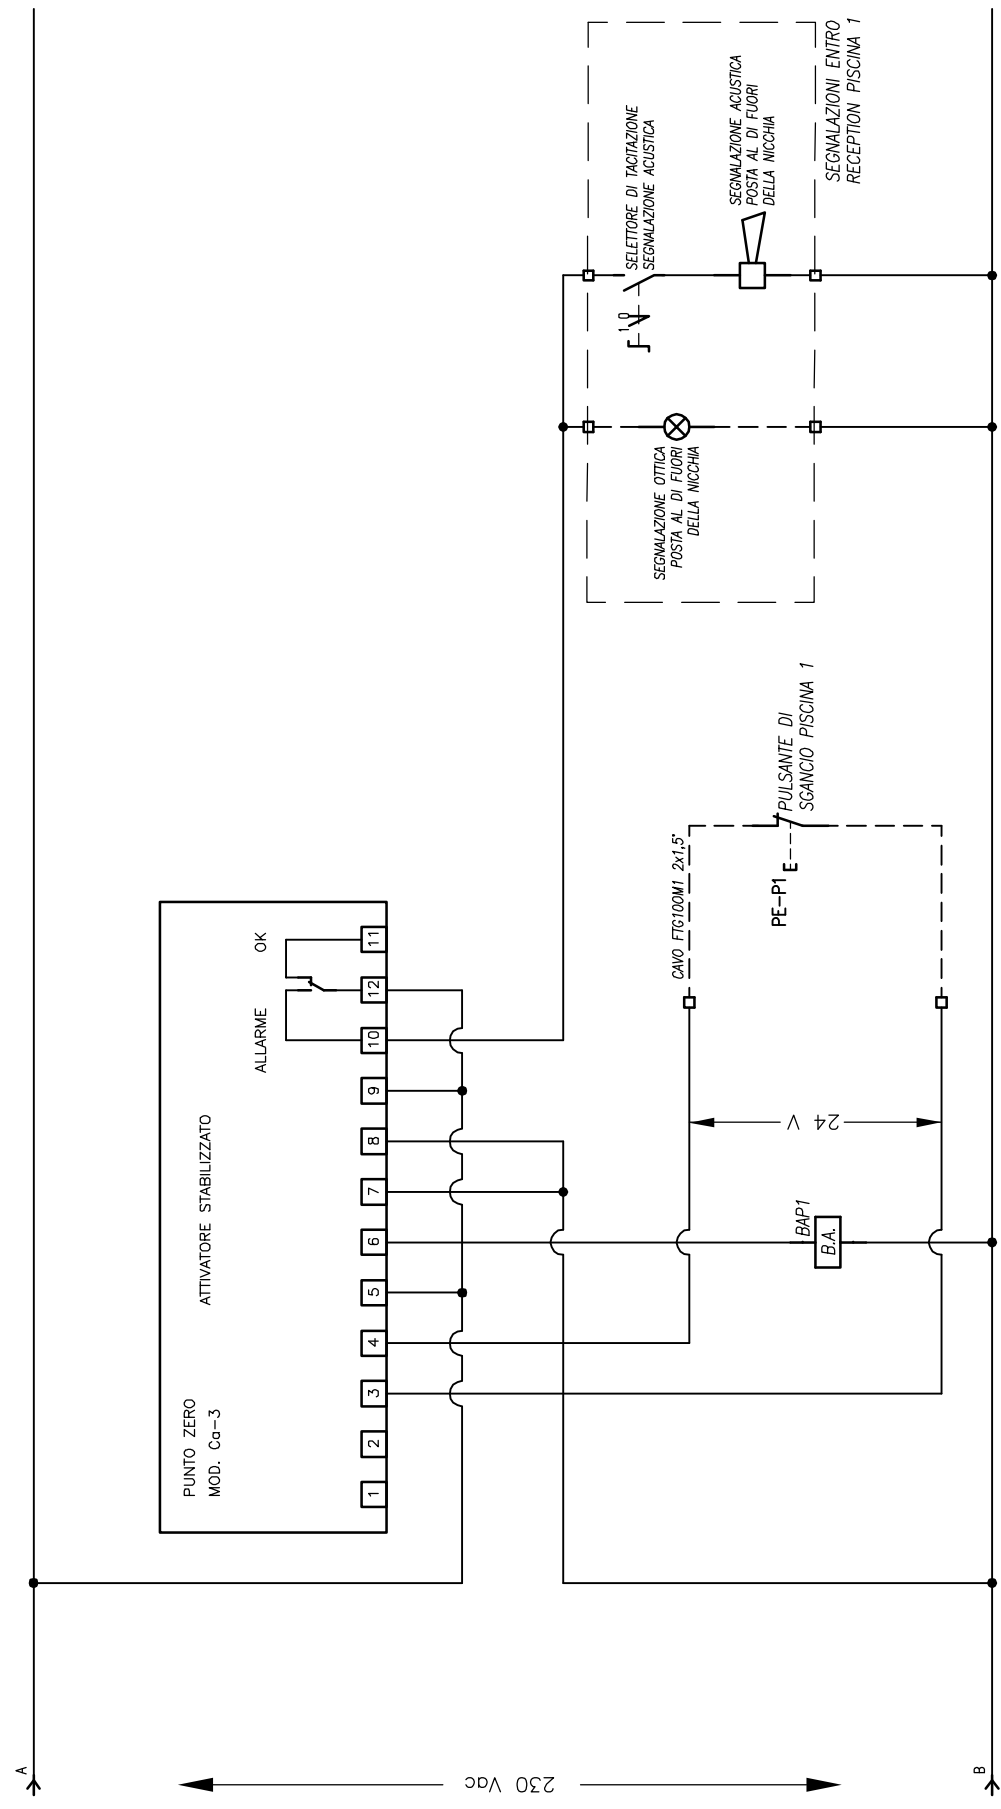 A
230 Vac
B
PUNTO ZERO
MOD. Ca-3
ATTIVATORE STABILIZZATO
ALLARME
OK
1
2
3
4
5
6
7
8
9
10
12
11
BAP1
B.A.
24 V
CAVO FTG10OM1 2x1,5"
PE-P1
PULSANTE DI
SGANCIO PISCINA 1
SEGNALAZIONE OTTICA
POSTA AL DI FUORI
DELLA NICCHIA
1 0
SELETTORE DI TACITAZIONE
SEGNALAZIONE ACUSTICA
SEGNALAZIONE ACUSTICA
POSTA AL DI FUORI
DELLA NICCHIA
SEGNALAZIONI ENTRO
RECEPTION PISCINA 1